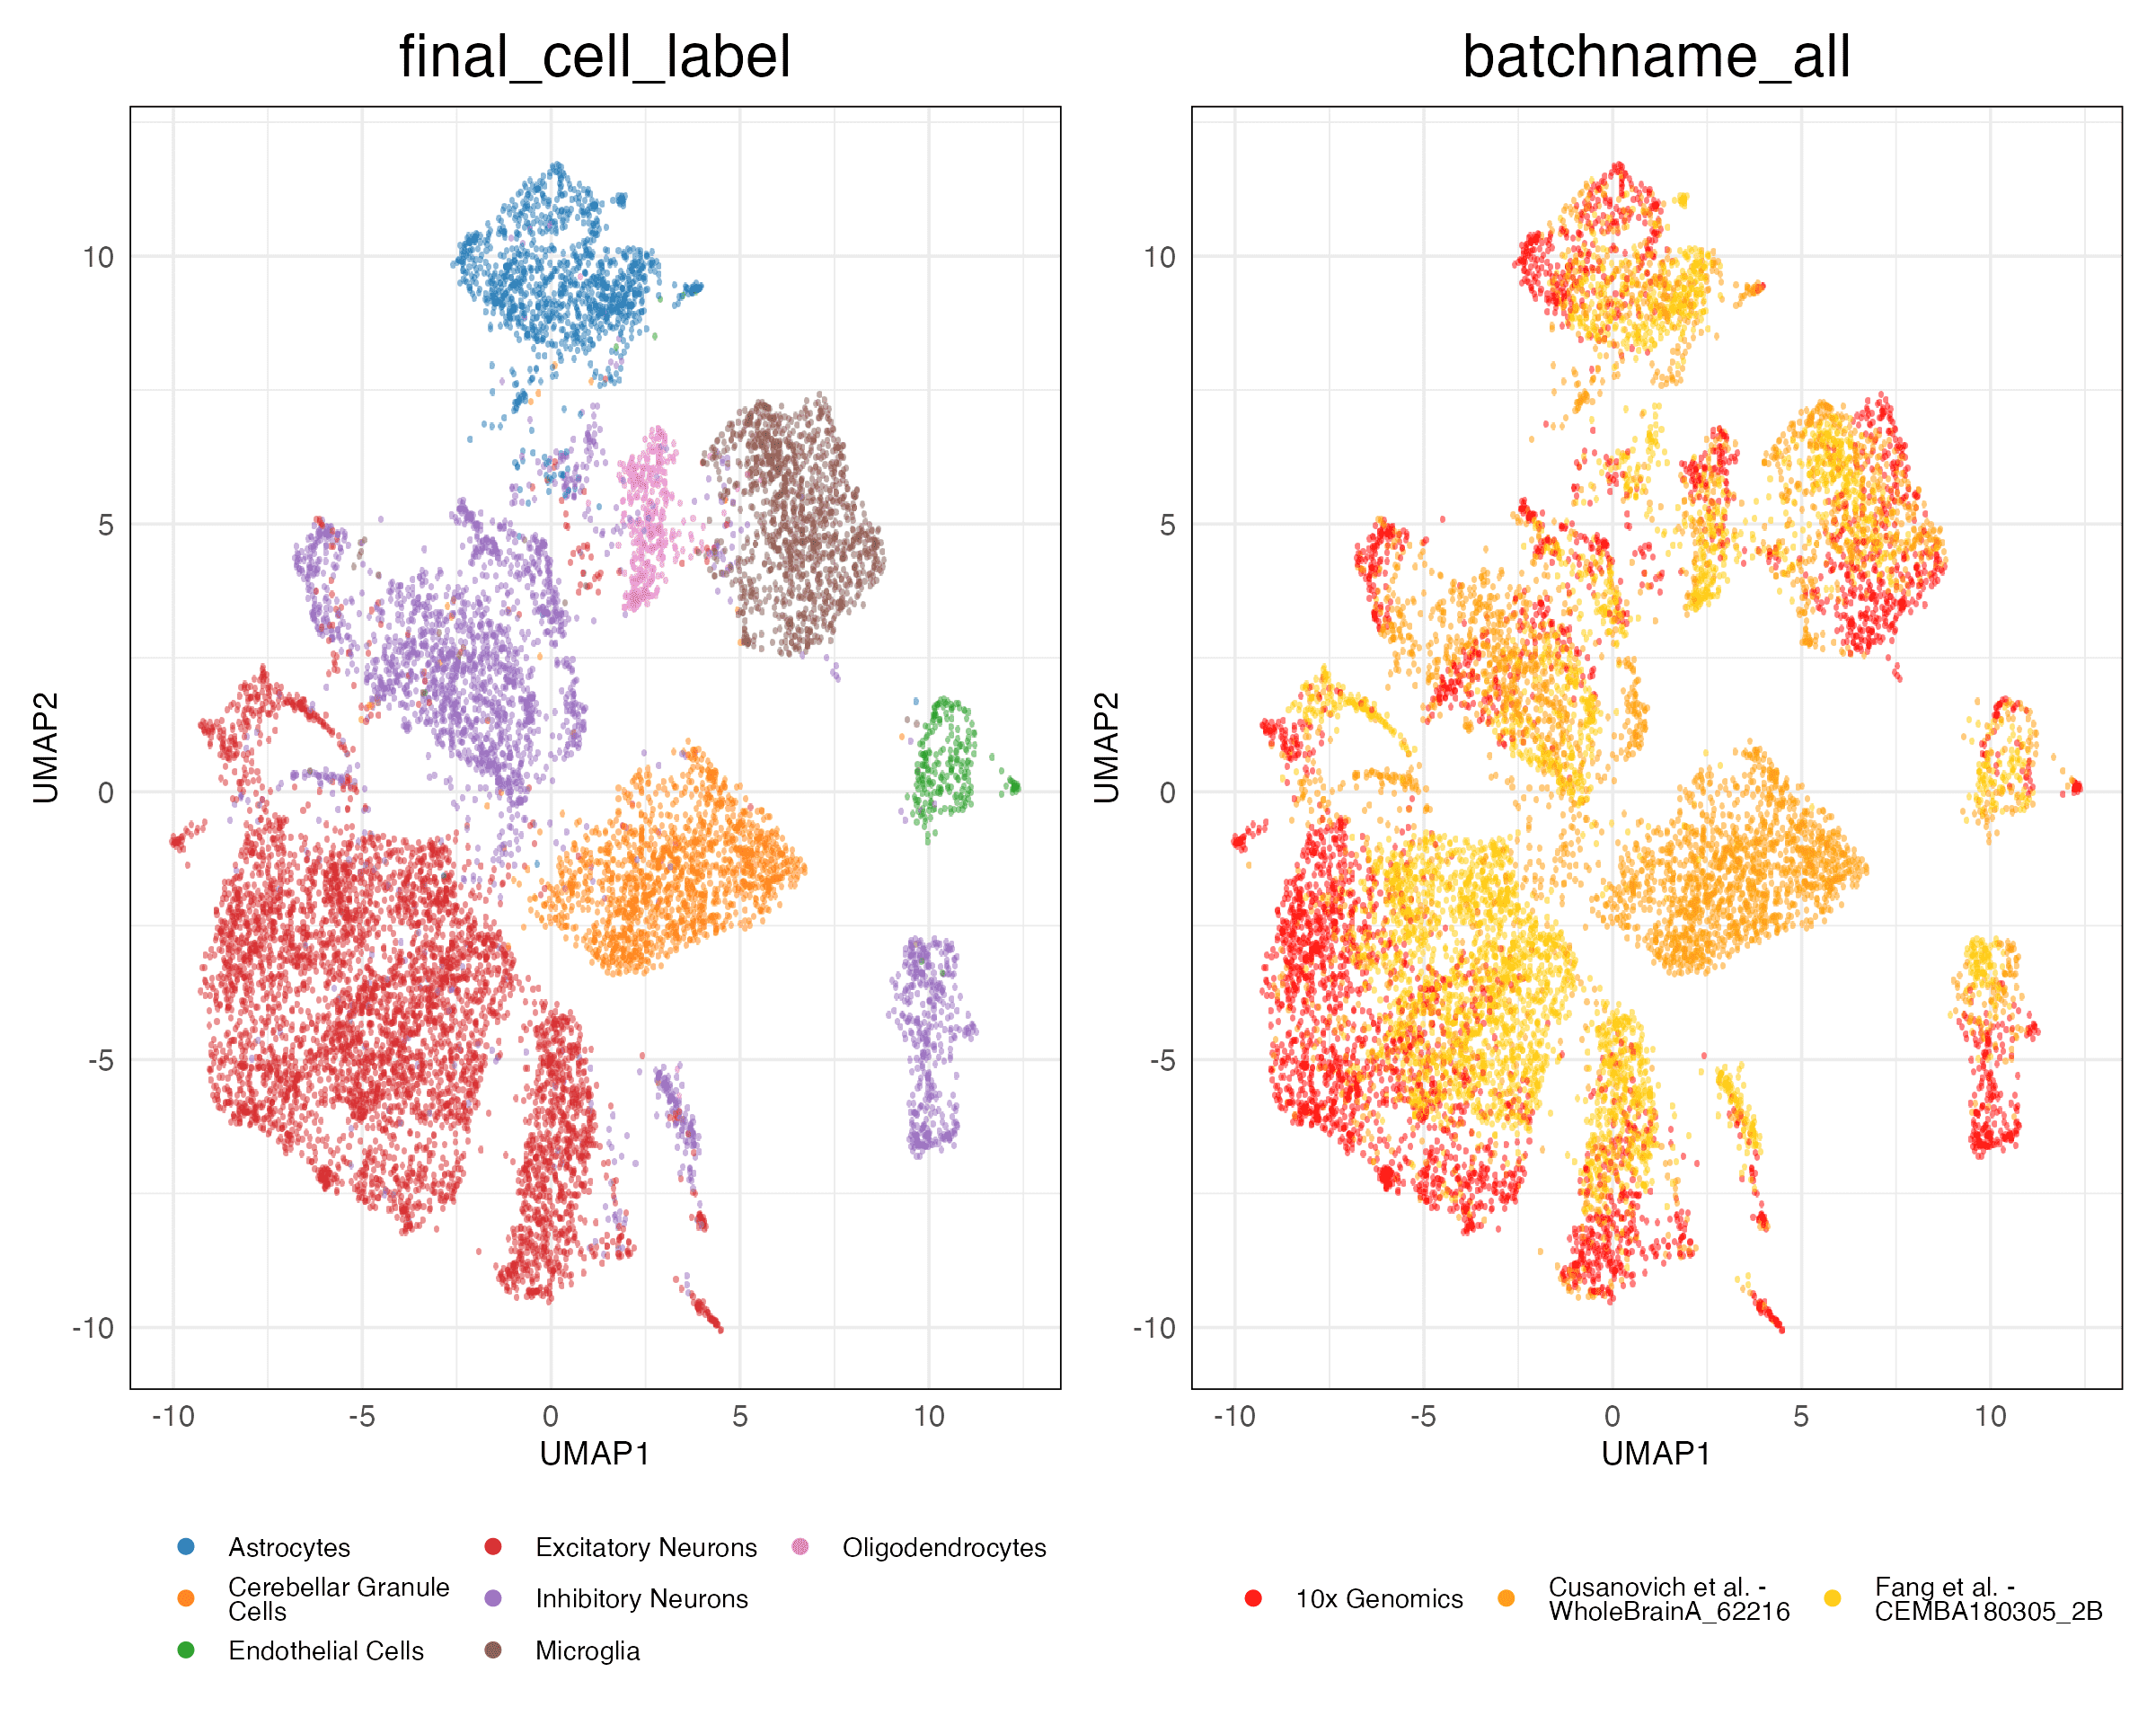 final_cell_label
batchname_all
UMAP2
10
5
0
-5
-10
-10
-5
0
5
10
UMAP1
UMAP2
10
5
0
-5
-10
-10
-5
0
5
10
UMAP1
Astrocytes
Cerebellar Granule
Cells
Endothelial Cells
Excitatory Neurons
Inhibitory Neurons
Microglia
Oligodendrocytes
10x Genomics
Cusanovich et al. -
WholeBrainA_62216
Fang et al. -
CEMBA180305_2B